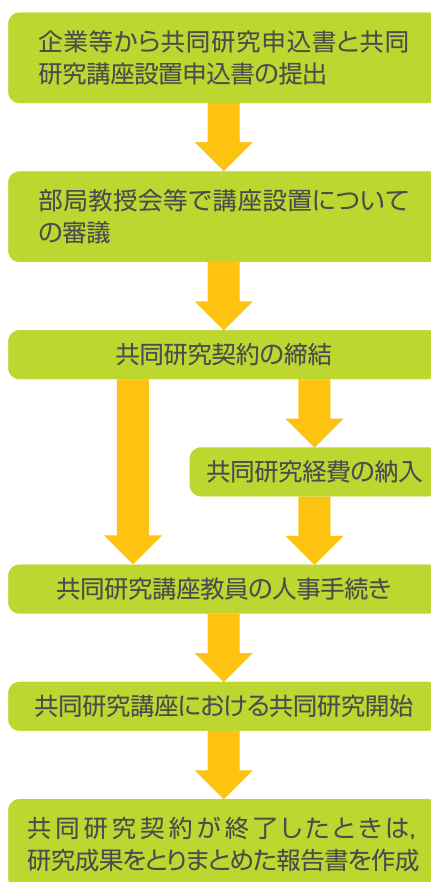 企業等から共同研究申込書と共同
研究講座設置申込書の提出
部局教授会等で講座設置について
の審議
共同研究契約の締結
共同研究経費の納入
共同研究講座教員の人事手続き
共同研究講座における共同研究開始
共同研究契約が終了したときは,
研究成果をとりまとめた報告書を作成